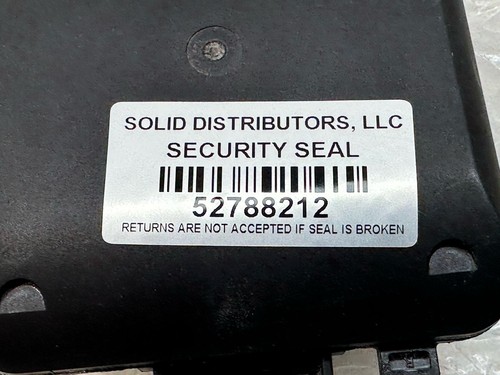 SOLID DISTRIBUTORS, LLC
SECURITY SEAL
52788212
RETURNS ARE NOT ACCEPTED IF SEAL IS BROKEN